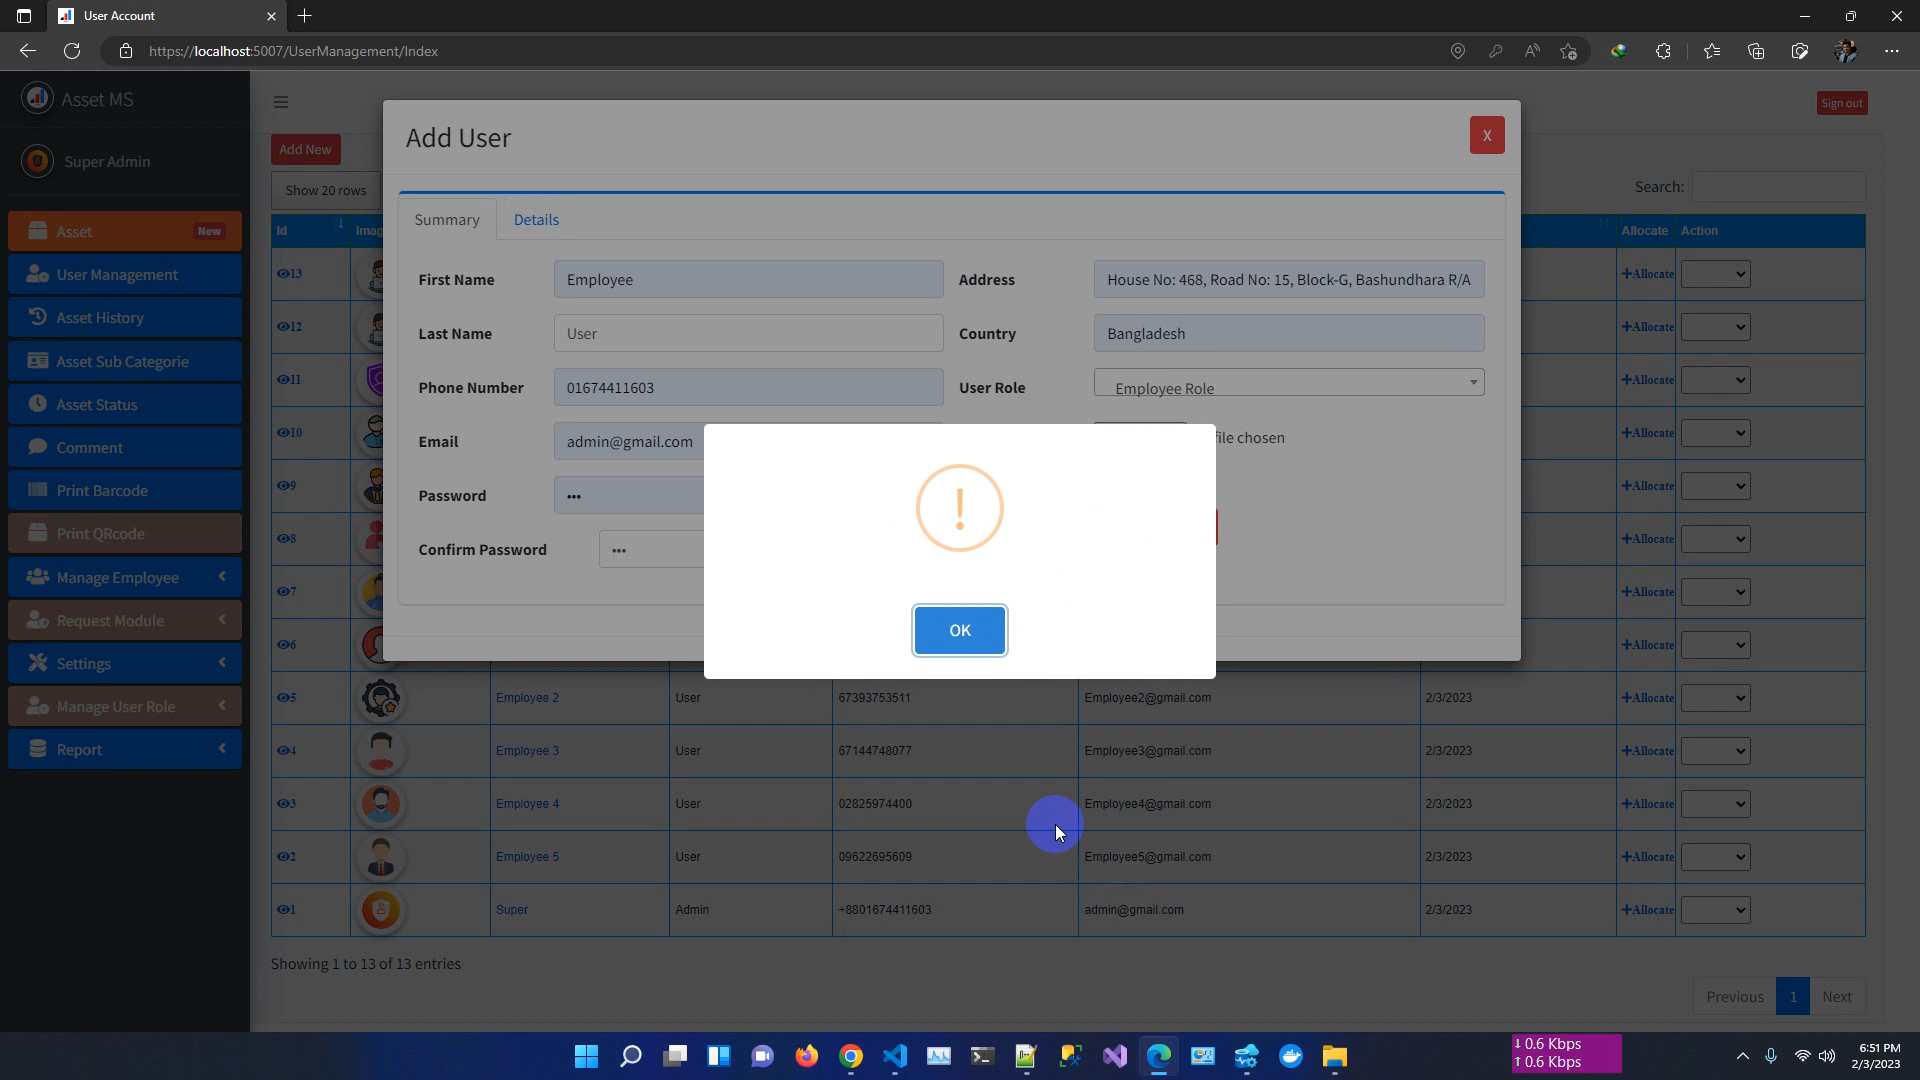 User Account
https://localhost:5007/UserManagement/Index
Asset MS
Sign out
Add User
X
Super Admin
Add New
Show 20 rows
Search:
Summary
Details
Asset
New
Id
Imag
Allocate
Action
User Management
Asset History
Asset Sub Categorie
Asset Status
Comment
Print Barcode
Print QRcode
Manage Employee
Request Module
Settings
Manage User Role
Report
First Name
Employee
Address
House No: 468, Road No: 15, Block-G, Bashundhara R/A
Last Name
User
Country
Bangladesh
Phone Number
01674411603
User Role
Employee Role
Email
admin@gmail.com
file chosen
Password
•••
Confirm Password
•••
!
OK
13 +Allocate
12 +Allocate
11 +Allocate
10 +Allocate
9 +Allocate
8 +Allocate
7 +Allocate
6 +Allocate
5 Employee 2 User 67393753511 Employee2@gmail.com 2/3/2023 +Allocate
4 Employee 3 User 67144748077 Employee3@gmail.com 2/3/2023 +Allocate
3 Employee 4 User 02825974400 Employee4@gmail.com 2/3/2023 +Allocate
2 Employee 5 User 09622695609 Employee5@gmail.com 2/3/2023 +Allocate
1 Super Admin +8801674411603 admin@gmail.com 2/3/2023 +Allocate
Showing 1 to 13 of 13 entries
Previous 1 Next
↓ 0.6 Kbps
↑ 0.6 Kbps
6:51 PM
2/3/2023